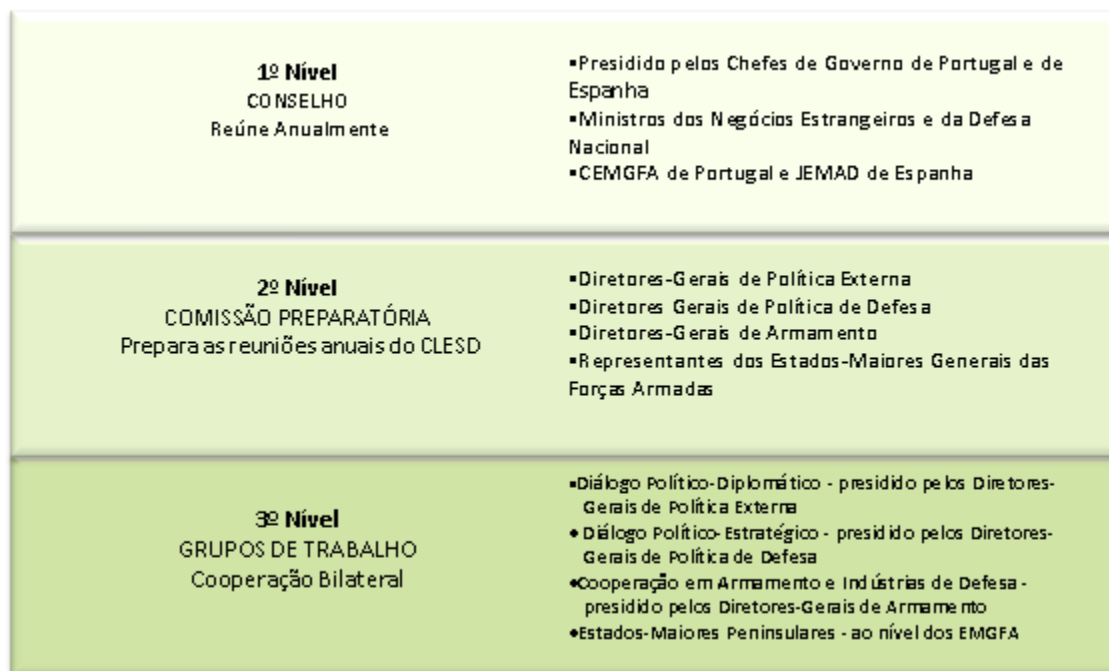 1º Nível
CONSELHO
Reúne Anualmente
▪Presidido pelos Chefes de Governo de Portugal e de
Espanha
▪Ministros dos Negócios Estrangeiros e da Defesa
Nacional
▪CEMGFA de Portugal e JEMAD de Espanha
2º Nível
COMISSÃO PREPARATÓRIA
Prepara as reuniões anuais do CLESD
▪Diretores-Gerais de Política Externa
▪Diretores Gerais de Política de Defesa
▪Diretores-Gerais de Armamento
▪Representantes dos Estados-Maiores Generais das
Forças Armadas
3º Nível
GRUPOS DE TRABALHO
Cooperação Bilateral
▪Diálogo Político-Diplomático - presidido pelos Diretores-
Gerais de Política Externa
• Diálogo Político-Estratégico - presidido pelos Diretores-
Gerais de Política de Defesa
•Cooperação em Armamento e Indústrias de Defesa -
presidido pelos Diretores-Gerais de Armamento
•Estados-Maiores Peninsulares - ao nível dos EMGFA